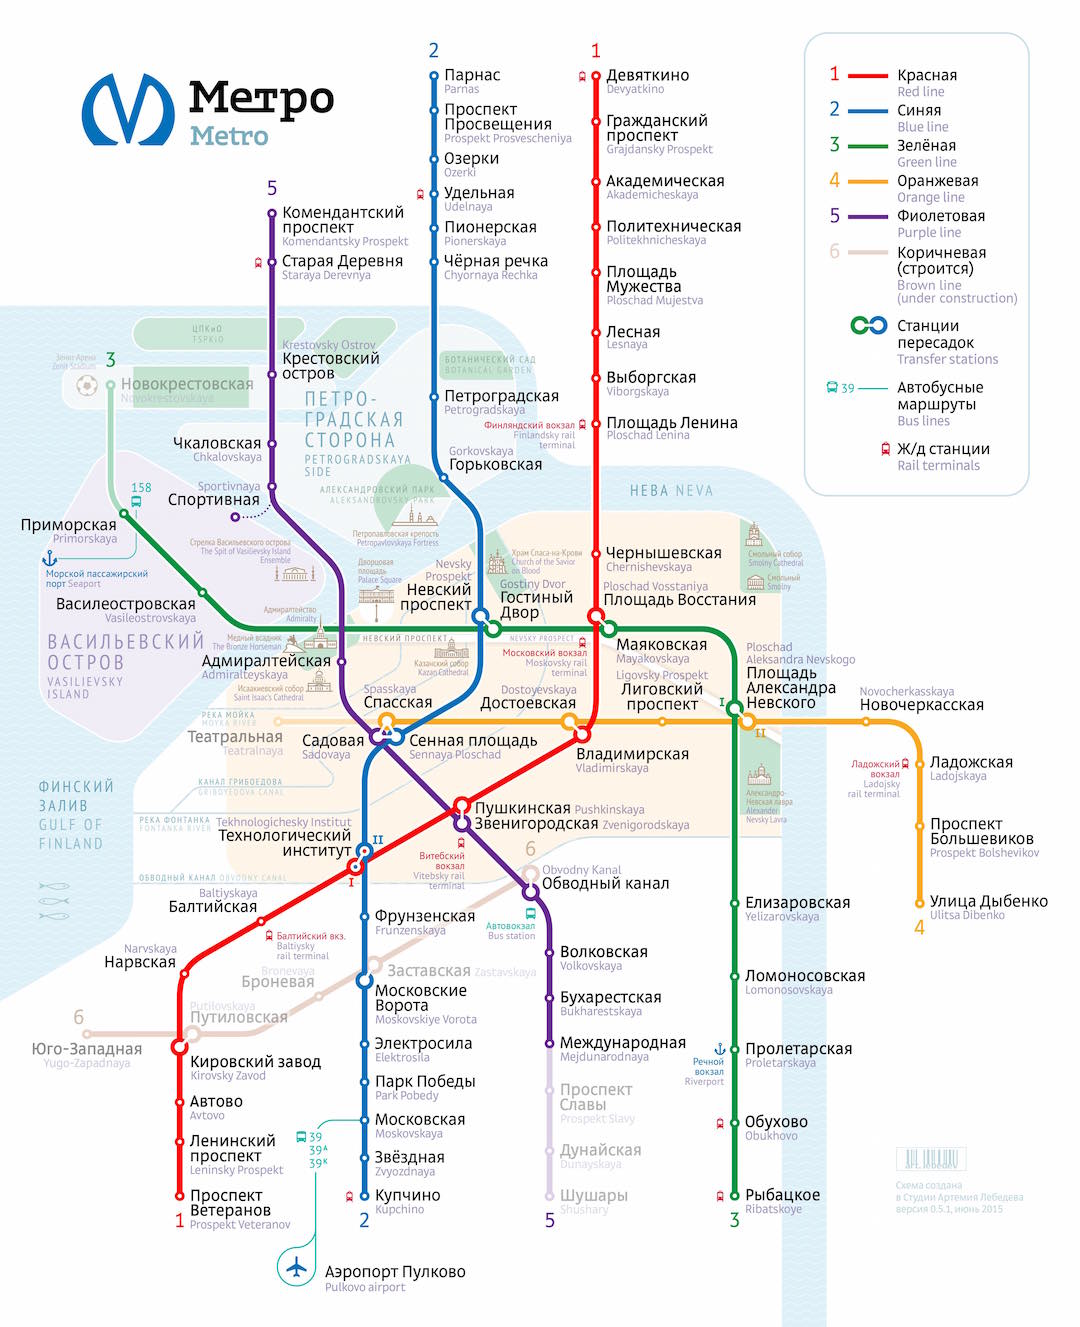 Метро
Metro
2
Парнас
Parnas
Проспект
Просвещения
Prospekt Prosvescheniya
Озерки
Ozerki
Удельная
Udelnaya
Пионерская
Pionerskaya
Чёрная речка
Chyornaya Rechka
Петроградская
Petrogradskaya
Gorkovskaya
Горьковская
1
Девяткино
Devyatkino
Гражданский
проспект
Grajdansky Prospekt
Академическая
Akademicheskaya
Политехническая
Politekhnicheskaya
Площадь
Мужества
Ploschad Mujestva
Лесная
Lesnaya
Выборгская
Viborgskaya
Площадь Ленина
Ploschad Lenina
Финляндский вокзал
Finlandsky rail
terminal
Чернышевская
Chernishevskaya
Ploschad Vosstaniya
Площадь Восстания
1 Красная
Red line
2 Синяя
Blue line
3 Зелёная
Green line
4 Оранжевая
Orange line
5 Фиолетовая
Purple line
6 Коричневая
(строится)
Brown line
(under construction)
Станции
пересадок
Transfer stations
39
Автобусные
маршруты
Bus lines
Ж/д станции
Rail terminals
5
Комендантский
проспект
Komendantsky Prospekt
Старая Деревня
Staraya Derevnya
ЦПКиО
TSPKiO
Krestovsky Ostrov
Крестовский
остров
БОТАНИЧЕСКИЙ САД
BOTANICAL GARDEN
Зенит Арена
Zenit Stadium
3
Новокрестовская
Novokrestovskaya
ПЕТРО-
ГРАДСКАЯ
СТОРОНА
PETROGRADSKAYA
SIDE
Чкаловская
Chkalovskaya
Sportivnaya
Спортивная
158
Приморская
Primorskaya
Морской пассажирский
порт Seaport
АЛЕКСАНДРОВСКИЙ ПАРК
ALEKSANDROVSKY PARK
Петропавловская крепость
Petropavlovskaya Fortress
НЕВА NEVA
Стрелка Васильевского острова
The Spit of Vasilievsky Island
Ensemble
Дворцовая
площадь
Palace Square
Храм Спаса-на-Крови
Church of the Savior
on Blood
Смольный собор
Smolny Cathedral
Смольный
Smolny
Василеостровская
Vasileostrovskaya
Nevsky
Prospekt
Невский
проспект
Gostiny Dvor
Гостиный
Двор
Адмиралтейство
Admiralty
Медный всадник
The Bronze Horseman
НЕВСКИЙ ПРОСПЕКТ
NEVSKY PROSPECT
ВАСИЛЬЕВСКИЙ
ОСТРОВ
VASILIEVSKY
ISLAND
Адмиралтейская
Admiralteyskaya
Исаакиевский собор
Saint Isaac's Cathedral
Казанский собор
Kazan Cathedral
Московский вокзал
Moskovsky rail
terminal
Маяковская
Mayakovskaya
Ligovsky Prospekt
Лиговский
проспект
Ploschad
Aleksandra Nevskogo
Площадь
Александра
Невского
I
II
Novocherkasskaya
Новочеркасская
Spasskaya
Спасская
Dostoyevskaya
Достоевская
РЕКА МОЙКА
MOYKA RIVER
Театральная
Teatralnaya
Садовая
Sadovaya
Сенная площадь
Sennaya Ploschad
Владимирская
Vladimirskaya
Ладожский
вокзал
Ladojsky
rail terminal
Ладожская
Ladojskaya
ФИНСКИЙ
ЗАЛИВ
GULF OF
FINLAND
КАНАЛ ГРИБОЕДОВА
GRIBOYEDOVA CANAL
РЕКА ФОНТАНКА
FONTANKA RIVER
Tekhnologichesky Institut
Технологический
институт
II
I
Пушкинская Pushkinskaya
Звенигородская Zvenigorodskaya
Александро-
Невская лавра
Alexander
Nevsky Lavra
Проспект
Большевиков
Prospekt Bolshevikov
Витебский
вокзал
Vitebsky rail
terminal
6
Obvodny Kanal
Обводный канал
ОБВОДНЫЙ КАНАЛ OBVODNY CANAL
Baltiyskaya
Балтийская
Улица Дыбенко
Ulitsa Dibenko
4
Балтийский вкз.
Baltiysky
rail terminal
Фрунзенская
Frunzenskaya
Автовокзал
Bus station
Елизаровская
Yelizarovskaya
Narvskaya
Нарвская
Bronevaya
Броневая
Заставская Zastavskaya
Волковская
Volkovskaya
Ломоносовская
Lomonosovskaya
Московские
Ворота
Moskovskiye Vorota
Бухарестская
Bukharestskaya
6
Putilovskaya
Путиловская
Юго-Западная
Yugo-Zapadnaya
Кировский завод
Kirovsky Zavod
Электросила
Elektrosila
Международная
Mejdunarodnaya
Речной
вокзал
Riverport
Пролетарская
Proletarskaya
Автово
Avtovo
Парк Победы
Park Pobedy
Проспект
Славы
Prospekt Slavy
Московская
Moskovskaya
Обухово
Obukhovo
39
39А
39К
Ленинский
проспект
Leninsky Prospekt
Звёздная
Zvyozdnaya
Дунайская
Dunayskaya
Проспект
Ветеранов
Prospekt Veteranov
1
Купчино
Kupchino
2
Шушары
Shushary
5
Рыбацкое
Ribatskoye
3
Аэропорт Пулково
Pulkovo airport
art.lebedev
Схема создана
в Студии Артемия Лебедева
версия 0.5.1, июнь 2015